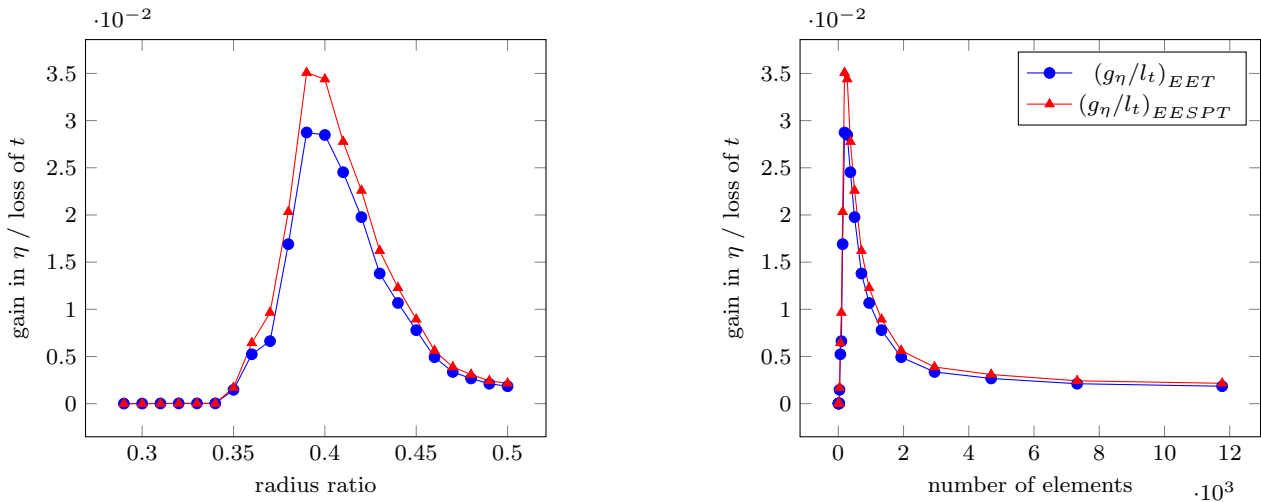 ·10⁻²
3.5
3
2.5
2
1.5
1
0.5
0
gain in η / loss of t
0.3 0.35 0.4 0.45 0.5
radius ratio
·10⁻²
3.5
3
2.5
2
1.5
1
0.5
0
gain in η / loss of t
(g_η/l_t)_EET
(g_η/l_t)_EESPT
0 2 4 6 8 10 12
number of elements
·10³